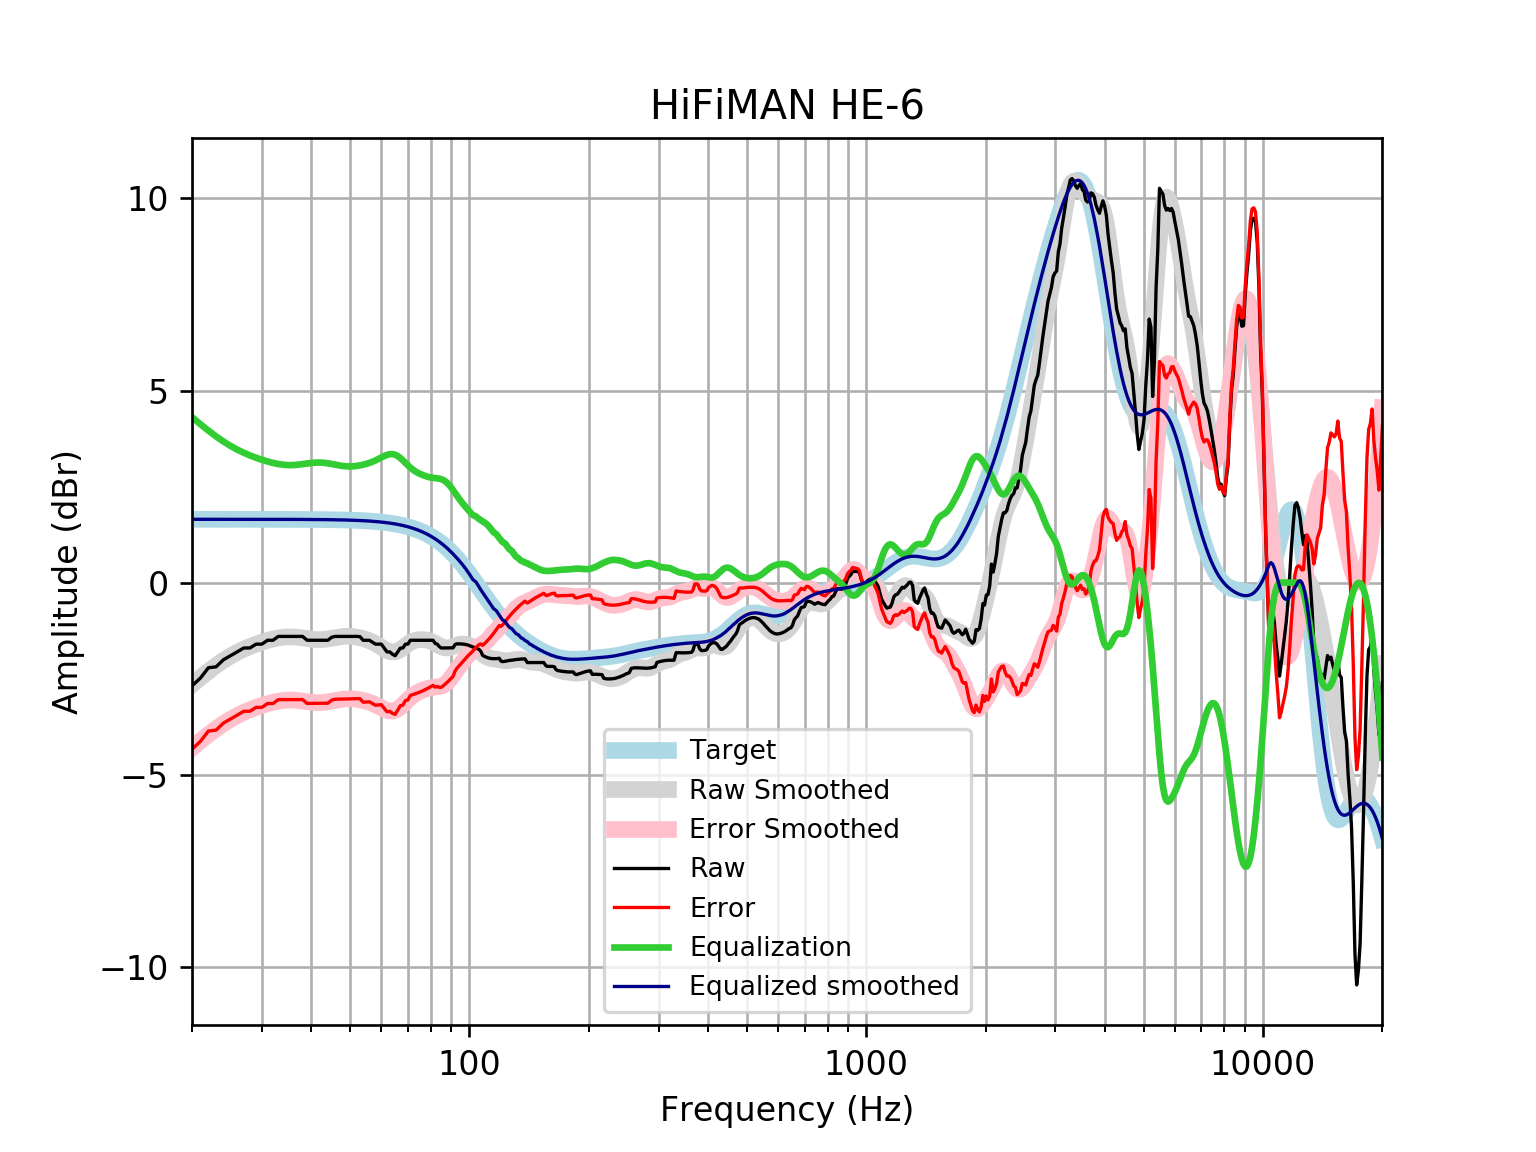 HiFiMAN HE-6
Amplitude (dBr)
10
5
0
−5
−10
Target
Raw Smoothed
Error Smoothed
Raw
Error
Equalization
Equalized smoothed
100
1000
10000
Frequency (Hz)